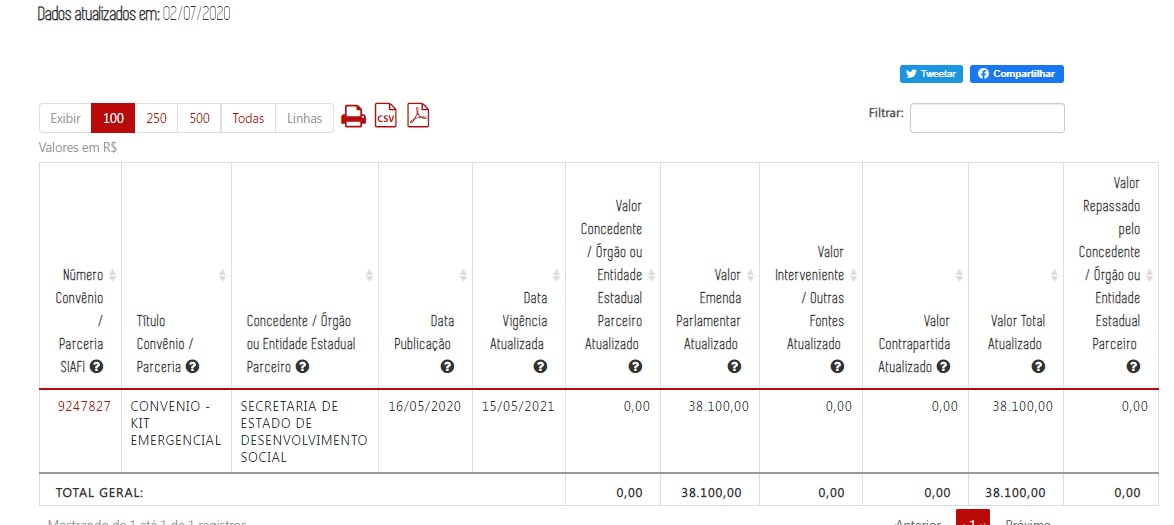 Dados atualizados em: 02/07/2020
Tweetar
Compartilhar
Exibir 100 250 500 Todas Linhas CSV
Filtrar:
Valores em R$
Número
Convênio
/
Parceria
SIAFI ?
Título
Convênio /
Parceria ?
Concedente / Órgão
ou Entidade Estadual
Parceiro ?
Data
Publicação
?
Data
Vigência
Atualizada
?
Valor
Concedente
/ Órgão ou
Entidade
Estadual
Parceiro
Atualizado
?
Valor
Emenda
Parlamentar
Atualizado
?
Valor
Interveniente
/ Outras
Fontes
Atualizado
?
Valor
Contrapartida
Atualizado ?
Valor Total
Atualizado
?
Valor
Repassado
pelo
Concedente
/ Órgão ou
Entidade
Estadual
Parceiro
?
9247827
CONVENIO -
KIT
EMERGENCIAL
SECRETARIA DE
ESTADO DE
DESENVOLVIMENTO
SOCIAL
16/05/2020
15/05/2021
0,00
38.100,00
0,00
0,00
38.100,00
0,00
TOTAL GERAL: 0,00 38.100,00 0,00 0,00 38.100,00 0,00
Mostrando de 1 até 1 de 1 registros
Anterior 1 Próximo